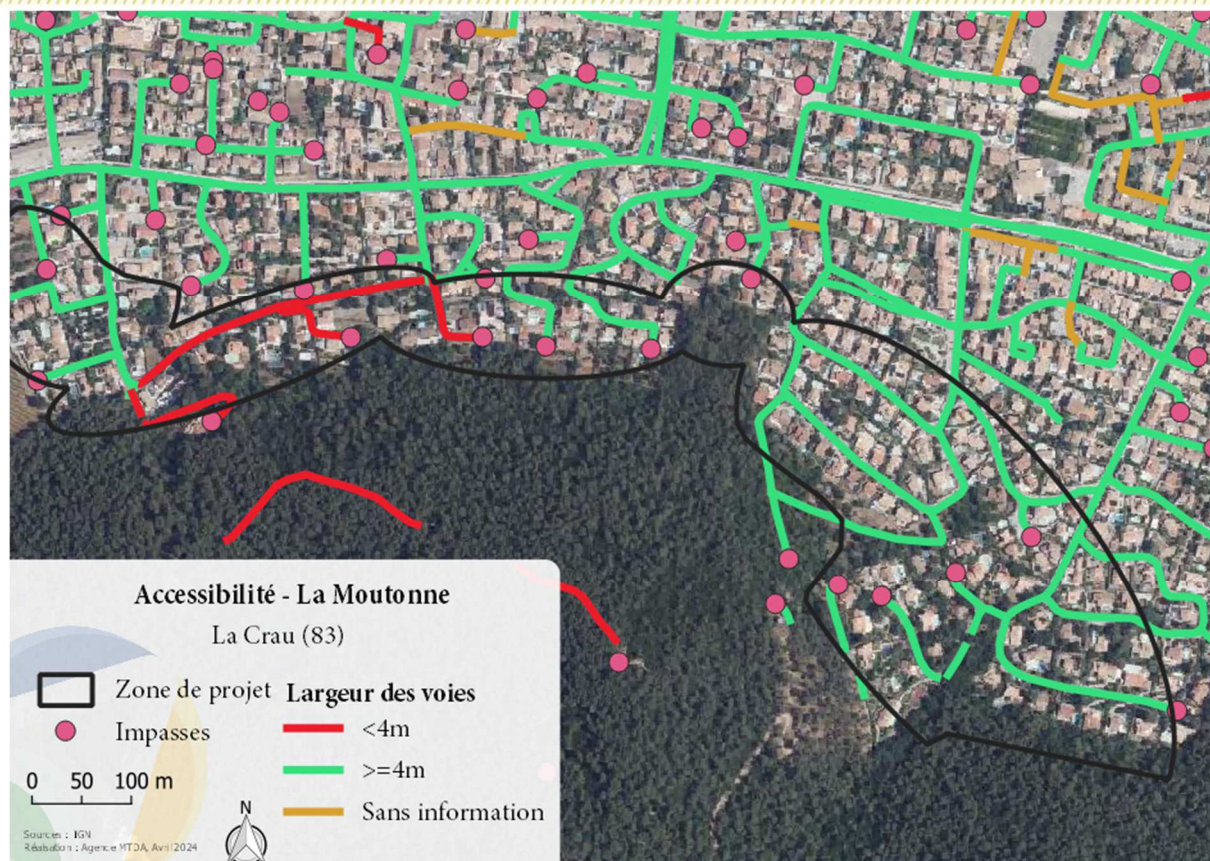 Accessibilité - La Moutonne
La Crau (83)
Zone de projet
Impasses
0 50 100 m
Largeur des voies
<4m
>=4m
Sans information
N
Sources : IGN
Réalisation : Agence MTDA, Avril 2024